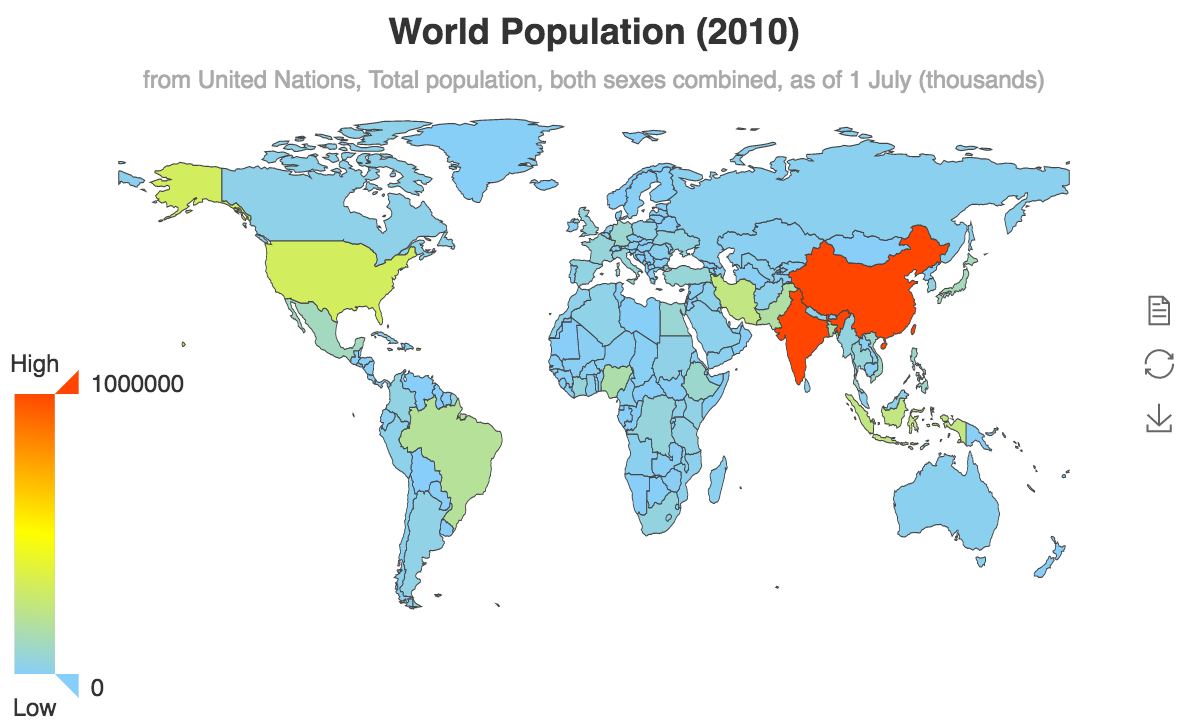 World Population (2010)
from United Nations, Total population, both sexes combined, as of 1 July (thousands)
High
1000000
0
Low